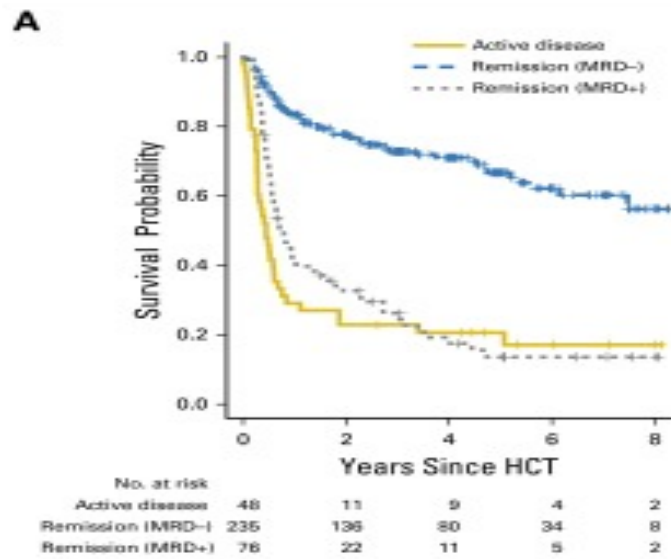 A
Active disease
Remission (MRD–)
Remission (MRD+)
1.0
0.8
0.6
0.4
0.2
0.0
Survival Probability
0 2 4 6 8
Years Since HCT
No. at risk
Active disease 48 11 9 4 2
Remission (MRD–) 235 136 80 34 8
Remission (MRD+) 76 22 11 5 2